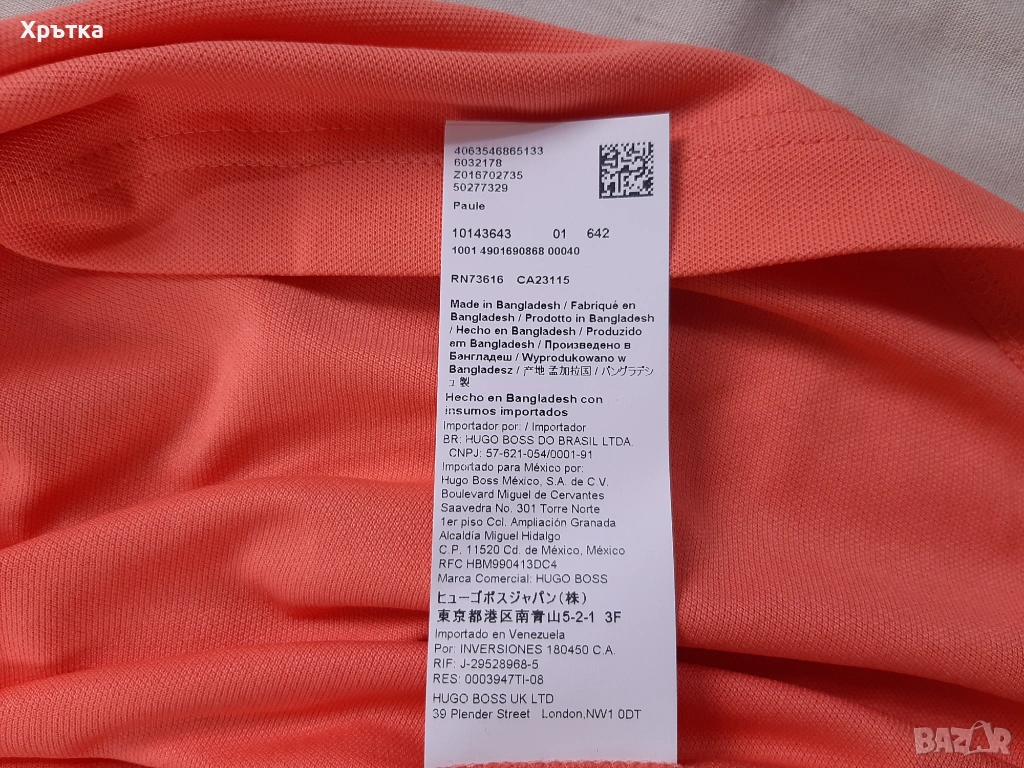 Хрътка
4063546865133
6032178
Z016702735
50277329
Paule
10143643 01 642
1001 4901690868 00040
RN73616 CA23115
Made in Bangladesh / Fabriqué en
Bangladesh / Prodotto in Bangladesh
/ Hecho en Bangladesh / Produzido
em Bangladesh / Произведено в
Бангладеш / Wyprodukowano w
Bangladesz / 产地 孟加拉国 / バングラデシ
ュ 製
Hecho en Bangladesh con
insumos importados
Importador por: / Importador
BR: HUGO BOSS DO BRASIL LTDA.
CNPJ: 57-621-054/0001-91
Importado para México por:
Hugo Boss México, S.A. de C.V.
Boulevard Miguel de Cervantes
Saavedra No. 301 Torre Norte
1er piso Ccl. Ampliación Granada
Alcaldía Miguel Hidalgo
C.P. 11520 Cd. de México, México
RFC HBM990413DC4
Marca Comercial: HUGO BOSS
ヒューゴボスジャパン(株)
東京都港区南青山5-2-1 3F
Importado en Venezuela
Por: INVERSIONES 180450 C.A.
RIF: J-29528968-5
RES: 0003947TI-08
HUGO BOSS UK LTD
39 Plender Street London,NW1 0DT
BAZAR